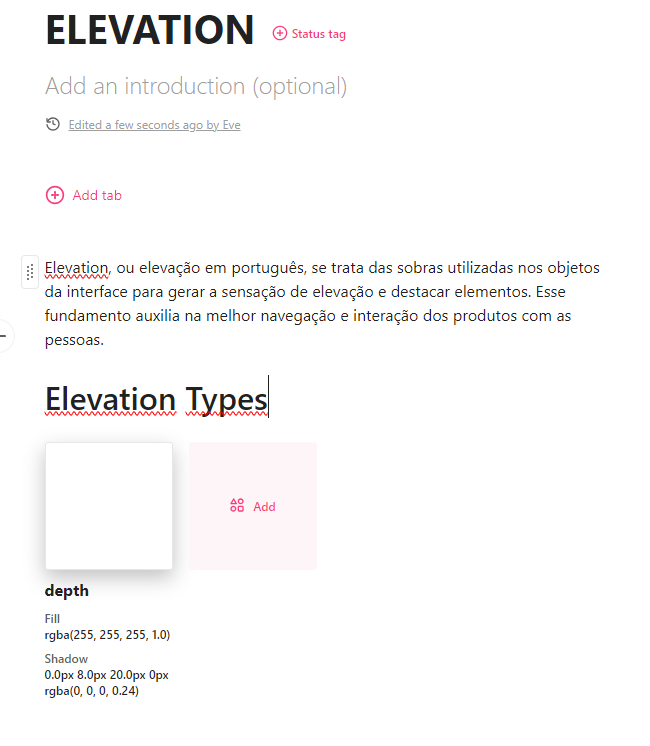 ELEVATION
Status tag
Add an introduction (optional)
Edited a few seconds ago by Eve
Add tab
Elevation, ou elevação em português, se trata das sobras utilizadas nos objetos
da interface para gerar a sensação de elevação e destacar elementos. Esse
fundamento auxilia na melhor navegação e interação dos produtos com as
pessoas.
Elevation Types
Add
depth
Fill
rgba(255, 255, 255, 1.0)
Shadow
0.0px 8.0px 20.0px 0px
rgba(0, 0, 0, 0.24)